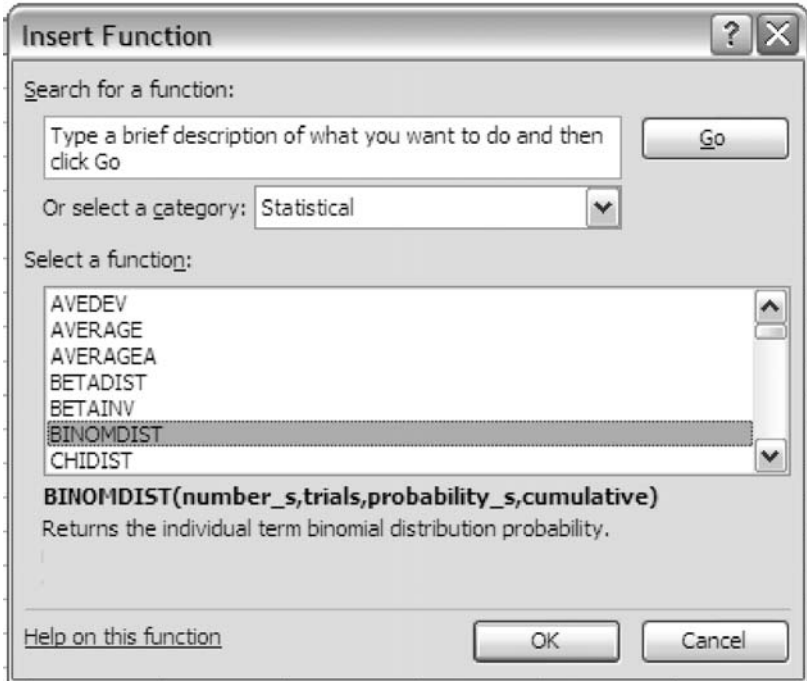 Insert Function
?
Search for a function:
Type a brief description of what you want to do and then
click Go
Go
Or select a category: Statistical
Select a function:
AVEDEV
AVERAGE
AVERAGEA
BETADIST
BETAINV
BINOMDIST
CHIDIST
BINOMDIST(number_s,trials,probability_s,cumulative)
Returns the individual term binomial distribution probability.
Help on this function
OK
Cancel